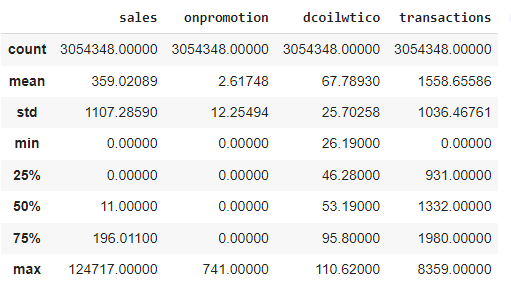 sales onpromotion dcoilwtico transactions
count 3054348.00000 3054348.00000 3054348.00000 3054348.00000
mean 359.02089 2.61748 67.78930 1558.65586
std 1107.28590 12.25494 25.70258 1036.46761
min 0.00000 0.00000 26.19000 0.00000
25% 0.00000 0.00000 46.28000 931.00000
50% 11.00000 0.00000 53.19000 1332.00000
75% 196.01100 0.00000 95.80000 1980.00000
max 124717.00000 741.00000 110.62000 8359.00000